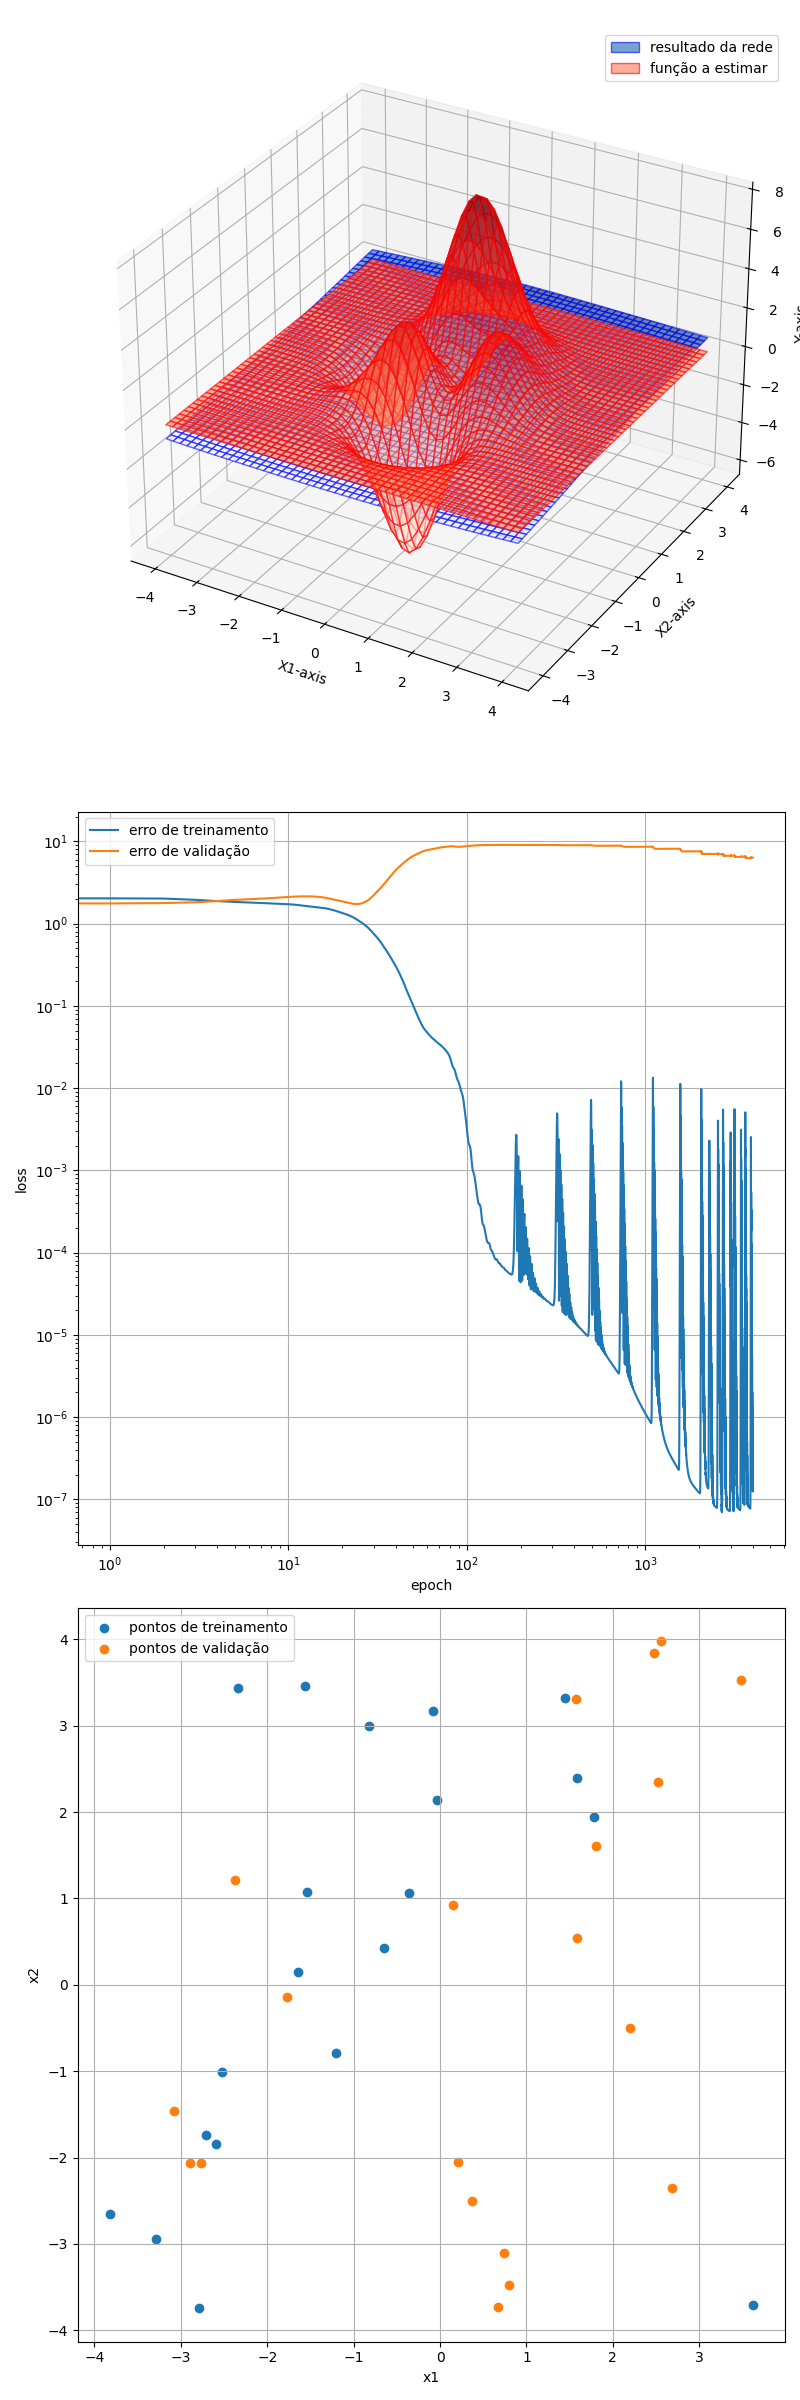 resultado da rede
função a estimar
8
6
4
2
0
−2
−4
−6
Y-axis
4
3
2
1
0
−1
−2
−3
−4
X2-axis
−4
−3
−2
−1
0
1
2
3
4
X1-axis
erro de treinamento
erro de validação
10¹
10⁰
10⁻¹
10⁻²
10⁻³
10⁻⁴
10⁻⁵
10⁻⁶
10⁻⁷
loss
10⁰ 10¹ 10² 10³
epoch
pontos de treinamento
pontos de validação
4
3
2
1
0
−1
−2
−3
−4
x2
−4 −3 −2 −1 0 1 2 3
x1